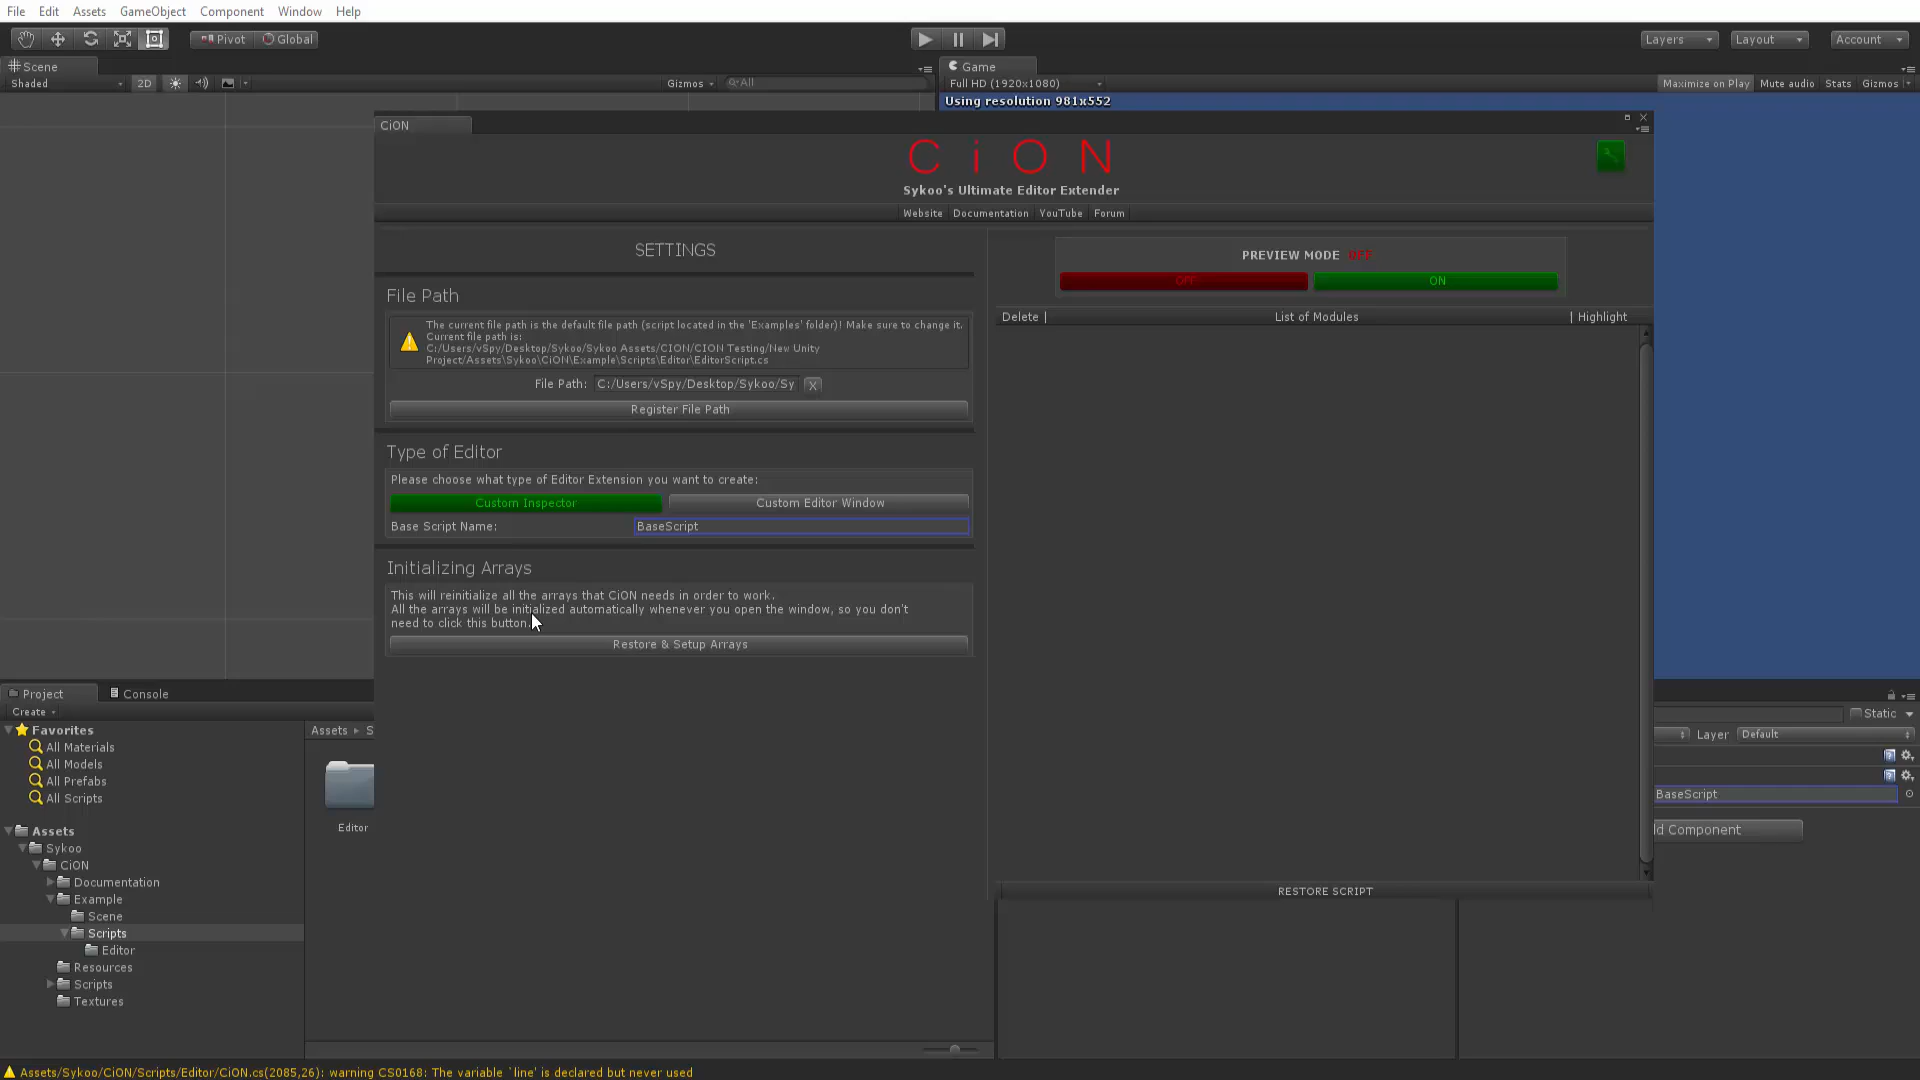 File Edit Assets GameObject Component Window Help
Pivot Global
Layers Layout Account
Scene
Game
Shaded 2D Gizmos All
Full HD (1920x1080) Maximize on Play Mute audio Stats Gizmos
Using resolution 981x552
CiON
C i O N
Sykoo's Ultimate Editor Extender
Website Documentation YouTube Forum
SETTINGS
File Path
The current file path is the default file path (script located in the 'Examples' folder)! Make sure to change it.
Current file path is:
C:/Users/vSpy/Desktop/Sykoo/Sykoo Assets/CION/CION Testing/New Unity
Project/Assets\Sykoo\CiON\Example\Scripts\Editor\EditorScript.cs
File Path: C:/Users/vSpy/Desktop/Sykoo/Sy X
Register File Path
Type of Editor
Please choose what type of Editor Extension you want to create:
Custom Inspector Custom Editor Window
Base Script Name: BaseScript
Initializing Arrays
This will reinitialize all the arrays that CiON needs in order to work.
All the arrays will be initialized automatically whenever you open the window, so you don't
need to click this button.
Restore & Setup Arrays
PREVIEW MODE OFF
OFF ON
Delete | List of Modules | Highlight
RESTORE SCRIPT
Project Console
Create
Favorites
All Materials
All Models
All Prefabs
All Scripts
Assets
Sykoo
CiON
Documentation
Example
Scene
Scripts
Editor
Resources
Scripts
Textures
Assets ▸ S
Editor
Static
Layer Default
BaseScript
dd Component
Assets/Sykoo/CiON/Scripts/Editor/CiON.cs(2085,26): warning CS0168: The variable `line' is declared but never used